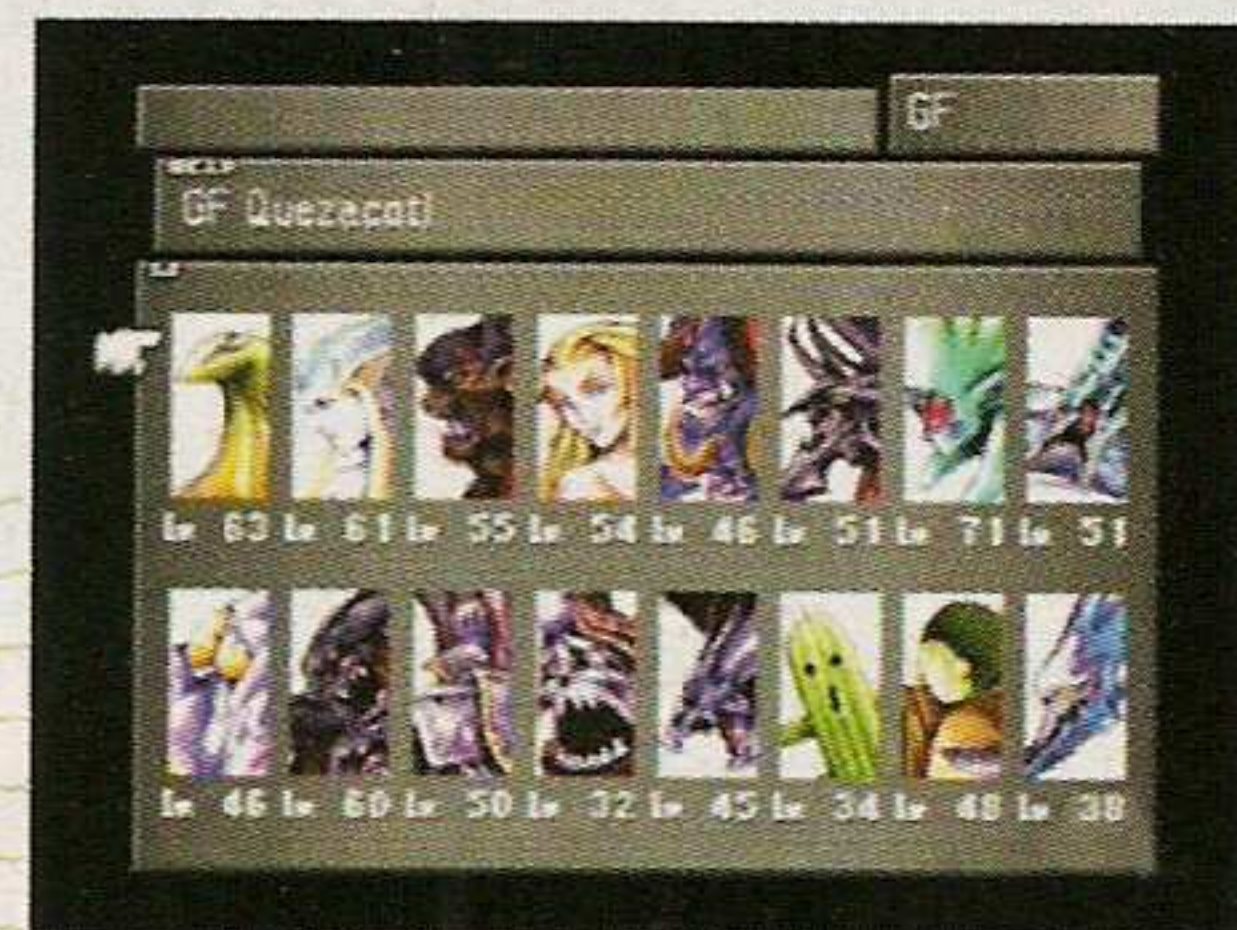 GF
HELP
GF Quezacotl
GF
Lv 63 Lv 61 Lv 55 Lv 54 Lv 46 Lv 51 Lv 71 Lv 51
Lv 46 Lv 60 Lv 50 Lv 32 Lv 45 Lv 34 Lv 48 Lv 38